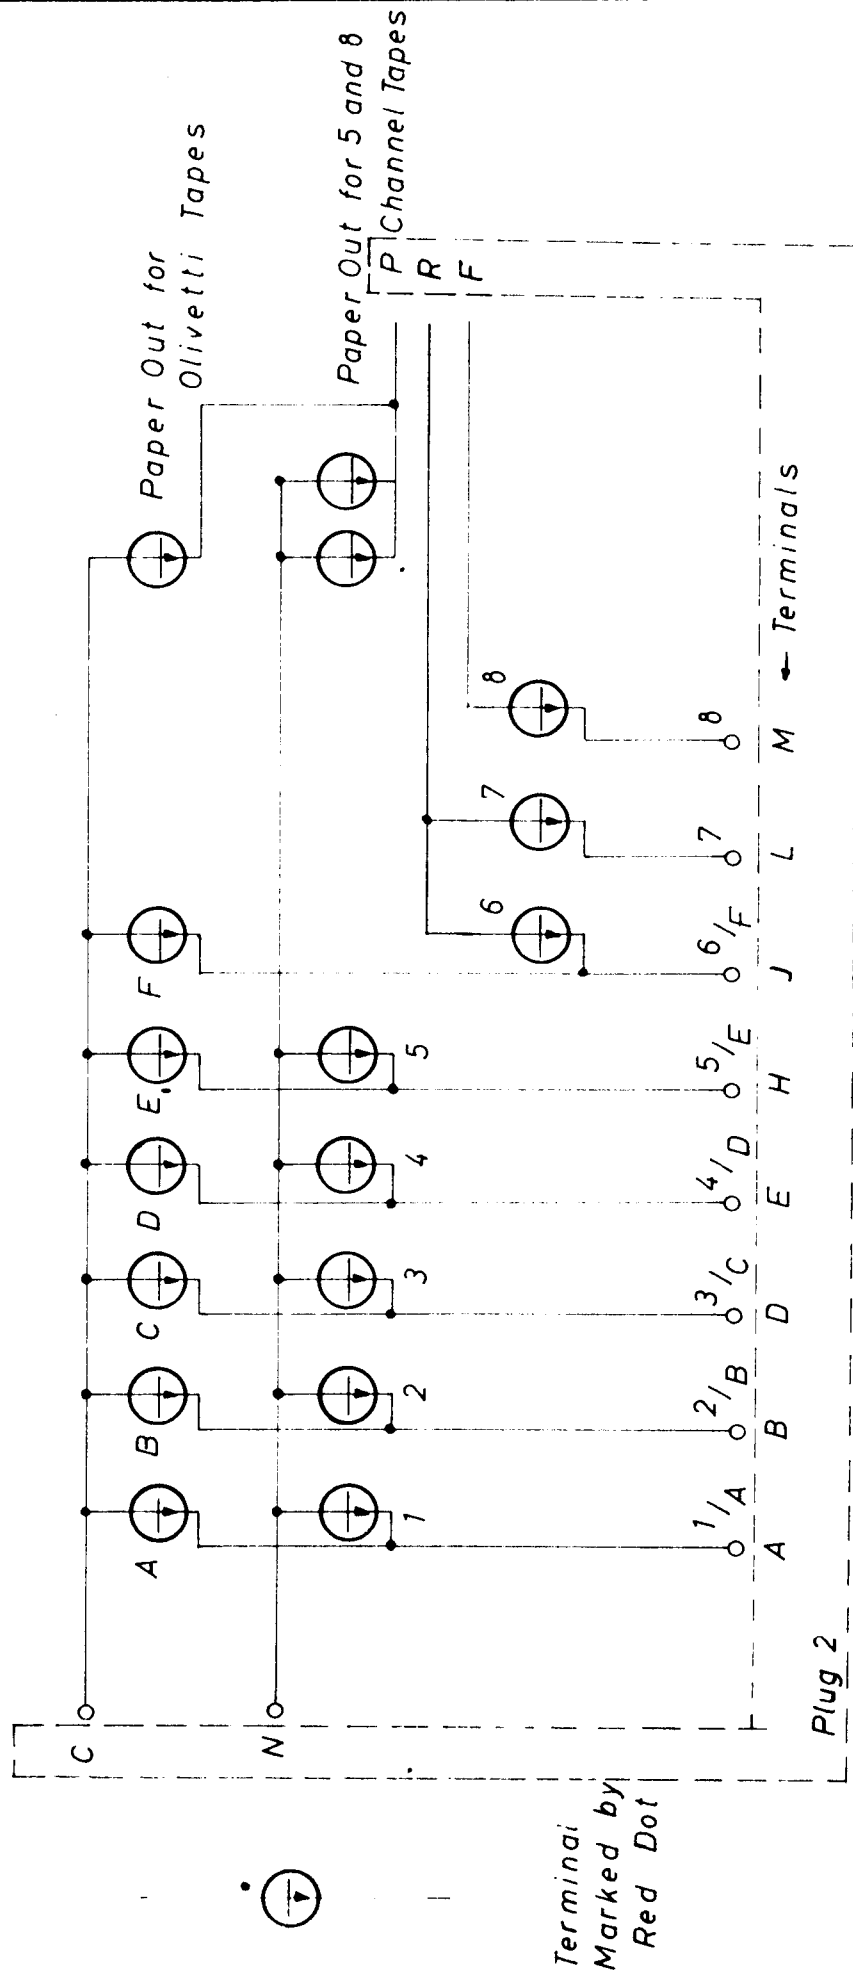 Paper Out for
Olivetti Tapes
Paper Out for 5 and 8
Channel Tapes
C
A
B
C
D
E
F
N
1
2
3
4
5
6
7
8
P
R
F
1/A
2/B
3/C
4/D
5/E
6/F
7
8
A
B
D
E
H
J
L
M
← Terminals
Plug 2
Terminal
Marked by
Red Dot